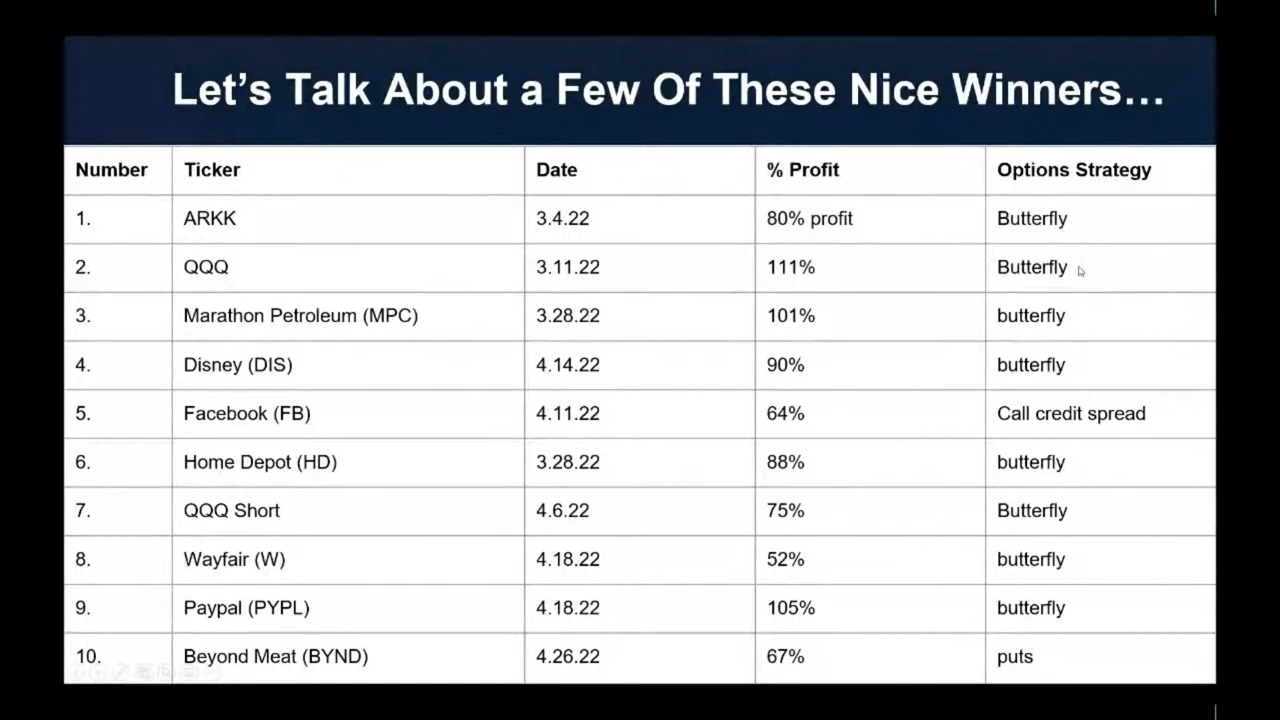 Let's Talk About a Few Of These Nice Winners...
Number Ticker Date % Profit Options Strategy
1. ARKK 3.4.22 80% profit Butterfly
2. QQQ 3.11.22 111% Butterfly
3. Marathon Petroleum (MPC) 3.28.22 101% butterfly
4. Disney (DIS) 4.14.22 90% butterfly
5. Facebook (FB) 4.11.22 64% Call credit spread
6. Home Depot (HD) 3.28.22 88% butterfly
7. QQQ Short 4.6.22 75% Butterfly
8. Wayfair (W) 4.18.22 52% butterfly
9. Paypal (PYPL) 4.18.22 105% butterfly
10. Beyond Meat (BYND) 4.26.22 67% puts